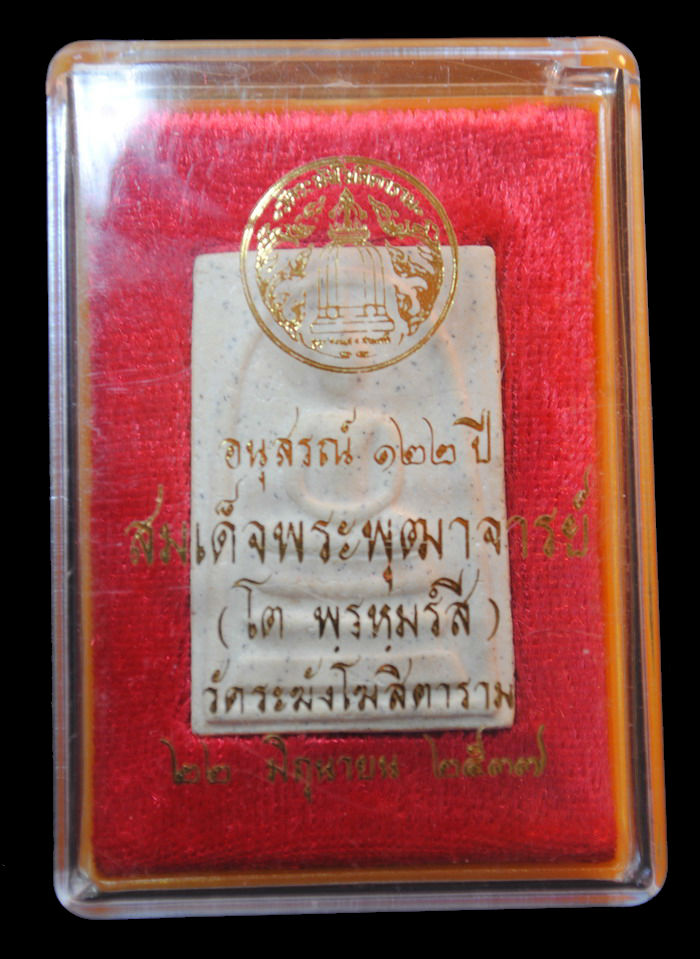 อนุสรณ์ ๑๒๒ ปี
สมเด็จพระพุฒาจารย์
(โต พฺรหฺมรํสี)
วัดระฆังโฆสิตาราม
๒๒ มิถุนายน ๒๕๓๗